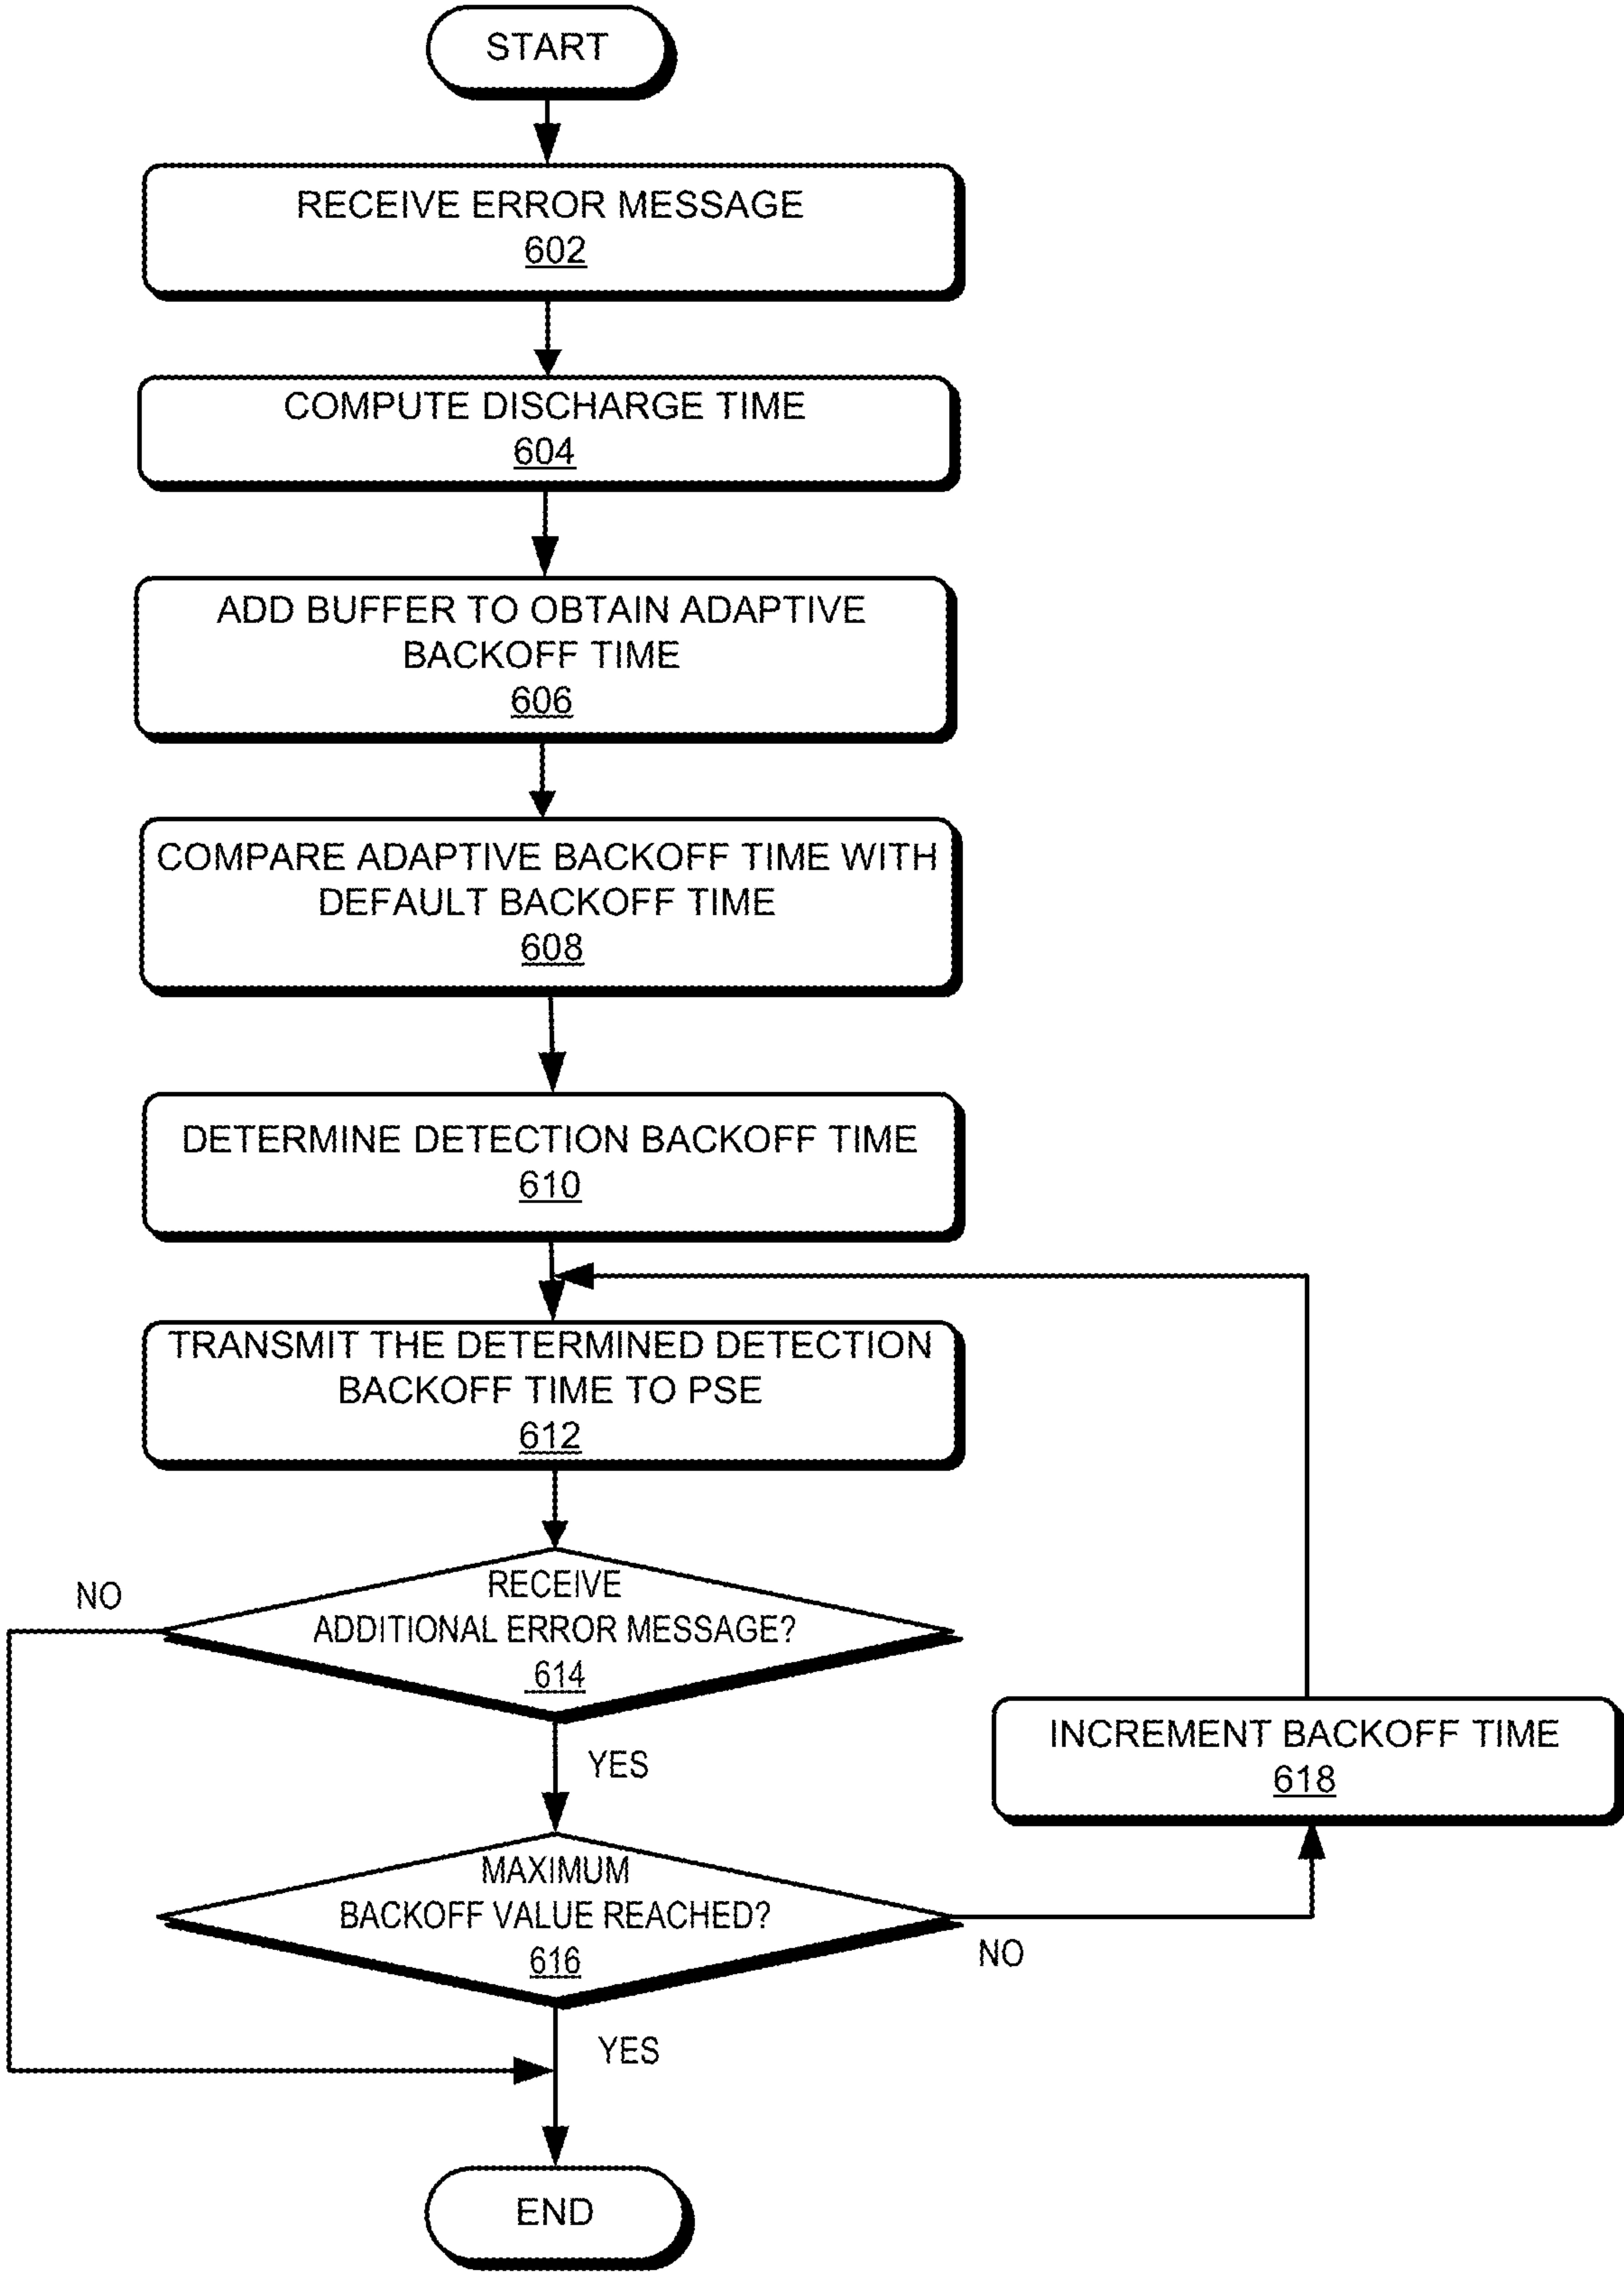 START
RECEIVE ERROR MESSAGE
602
COMPUTE DISCHARGE TIME
604
ADD BUFFER TO OBTAIN ADAPTIVE
BACKOFF TIME
606
COMPARE ADAPTIVE BACKOFF TIME WITH
DEFAULT BACKOFF TIME
608
DETERMINE DETECTION BACKOFF TIME
610
TRANSMIT THE DETERMINED DETECTION
BACKOFF TIME TO PSE
612
NO
RECEIVE
ADDITIONAL ERROR MESSAGE?
614
YES
INCREMENT BACKOFF TIME
618
MAXIMUM
BACKOFF VALUE REACHED?
616
NO
YES
END